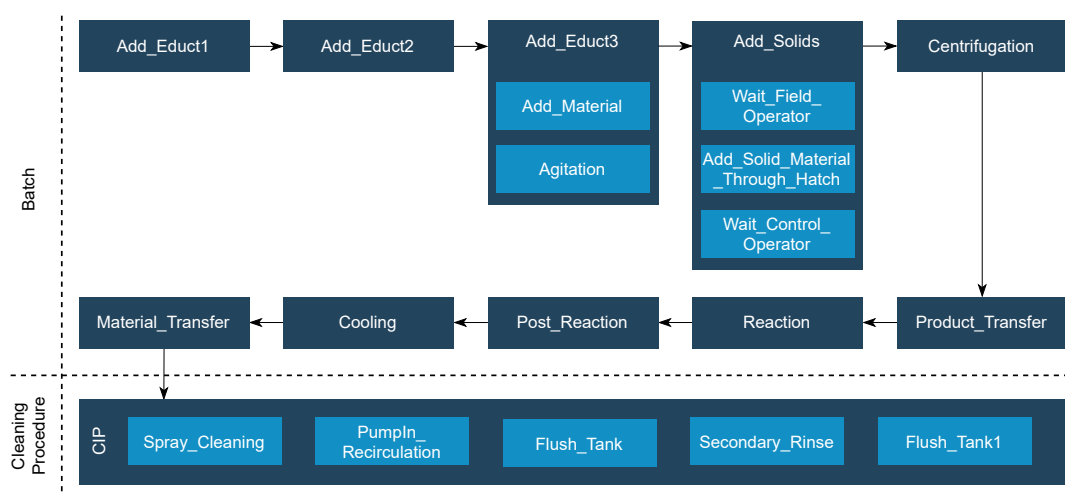 Batch
Add_Educt1
Add_Educt2
Add_Educt3
Add_Material
Agitation
Add_Solids
Wait_Field_
Operator
Add_Solid_Material
_Through_Hatch
Wait_Control_
Operator
Centrifugation
Material_Transfer
Cooling
Post_Reaction
Reaction
Product_Transfer
Cleaning
Procedure
CIP
Spray_Cleaning
PumpIn_
Recirculation
Flush_Tank
Secondary_Rinse
Flush_Tank1